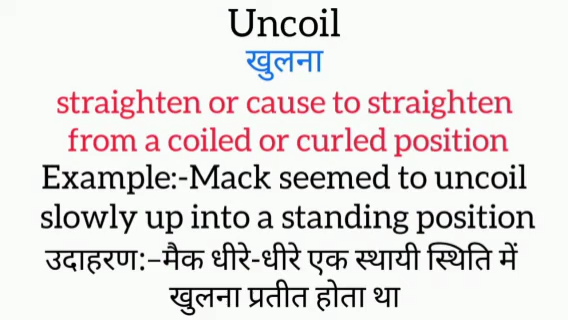 Uncoil
खुलना
straighten or cause to straighten
from a coiled or curled position
Example:-Mack seemed to uncoil
slowly up into a standing position
उदाहरण:–मैक धीरे-धीरे एक स्थायी स्थिति में
खुलना प्रतीत होता था